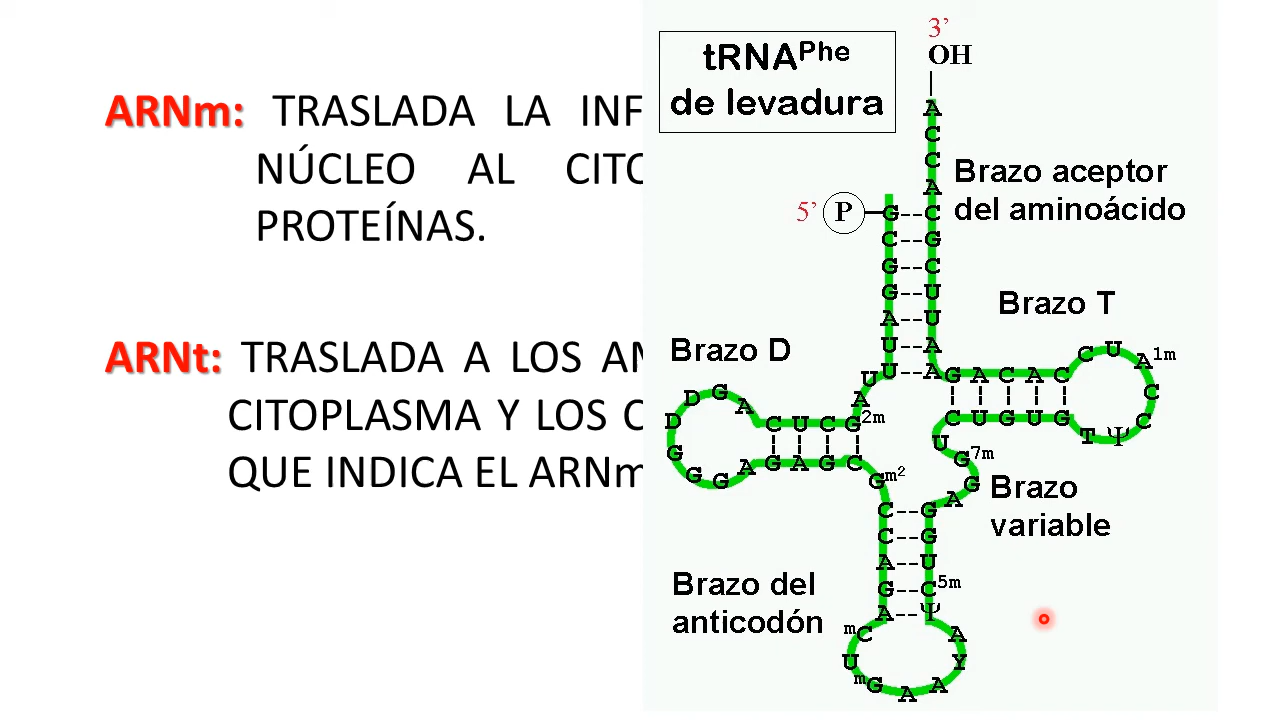 ARNm: TRASLADA LA INF
NÚCLEO AL CITO
PROTEÍNAS.
ARNt: TRASLADA A LOS AM
CITOPLASMA Y LOS C
QUE INDICA EL ARNm
tRNAPhe
de levadura
3’
OH
A
C
C
A
Brazo aceptor
del aminoácido
5’ P G--C
C--G
G--C
G--U
A--U
U--A
U--A
Brazo T
G A C A C C U A1m C C
C U G U G T Ψ
Brazo D
U A
G2m C U C A G D D G G G A G A G C
Gm2
U G7m G A
Brazo
variable
C--G
C--G
A--U
G--C5m
A--Ψ
Brazo del
anticodón
mC U mG A A Y A